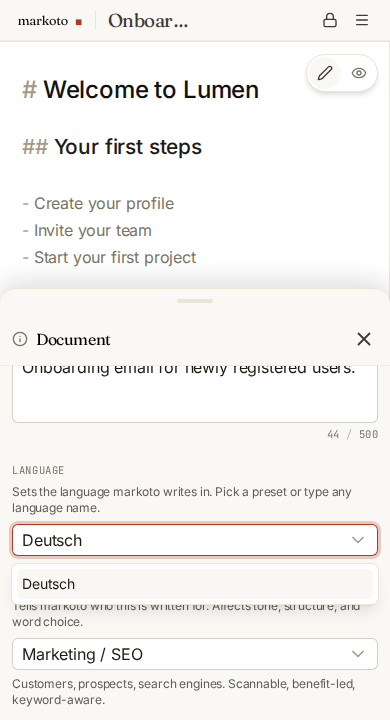 markoto
Onboar...
# Welcome to Lumen
## Your first steps
- Create your profile
- Invite your team
- Start your first project
Document
Onboarding email for newly registered users.
44 / 500
LANGUAGE
Sets the language markoto writes in. Pick a preset or type any
language name.
Deutsch
Deutsch
Tells markoto who this is written for. Affects tone, structure, and
word choice.
Marketing / SEO
Customers, prospects, search engines. Scannable, benefit-led,
keyword-aware.